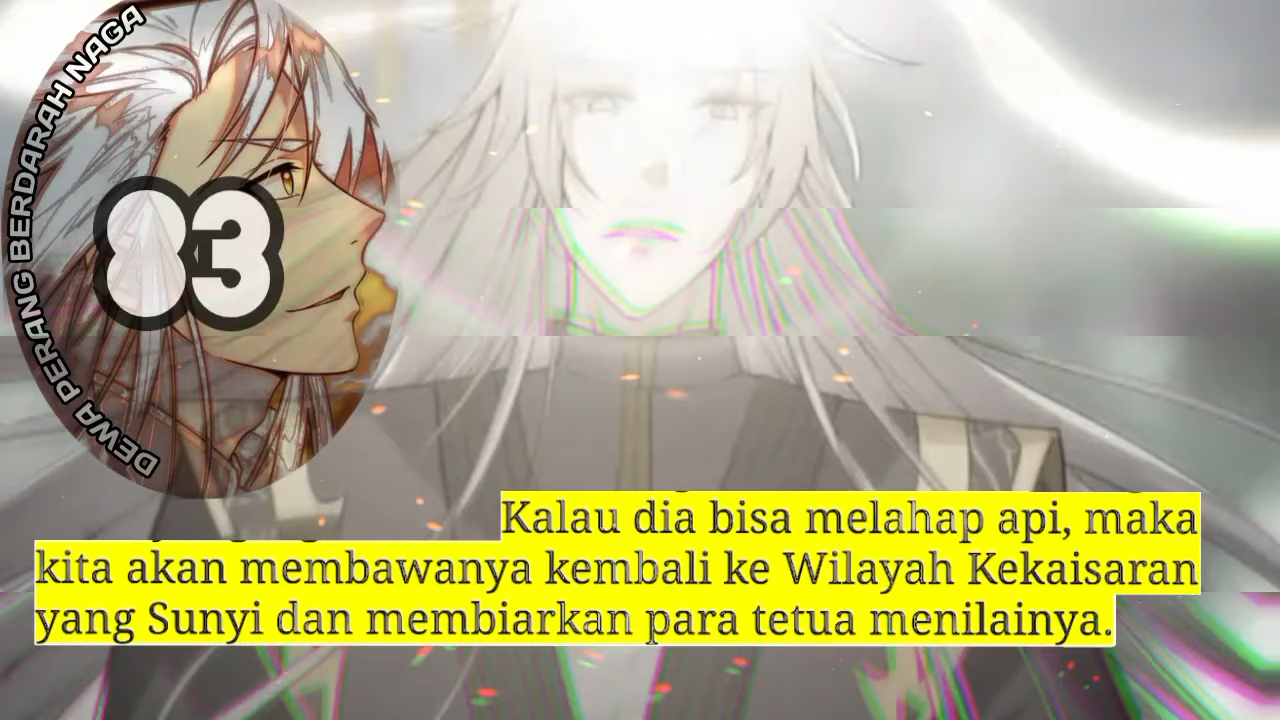 DEWA PERANG BERDARAH NAGA
83
Kalau dia bisa melahap api, maka
kita akan membawanya kembali ke Wilayah Kekaisaran
yang Sunyi dan membiarkan para tetua menilainya.